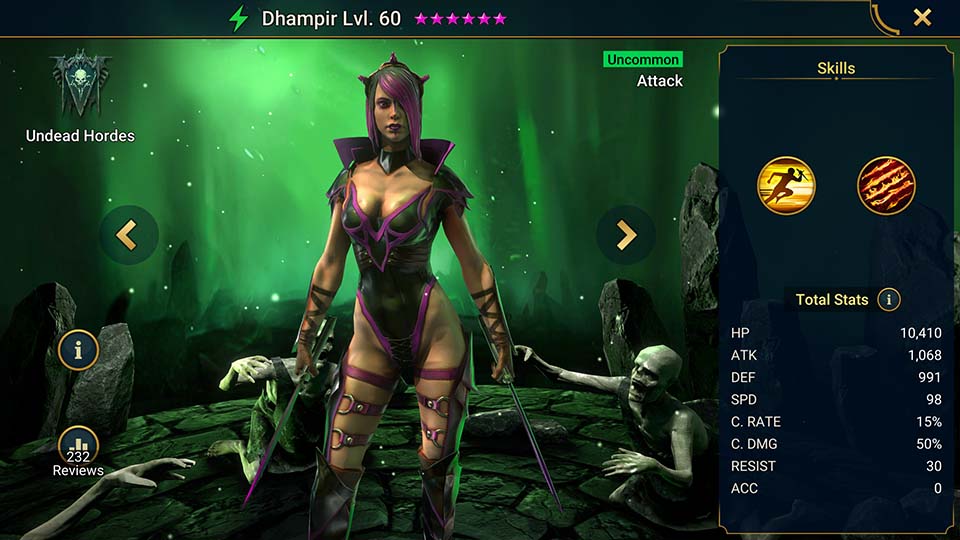 Dhampir Lvl. 60
Undead Hordes
Uncommon
Attack
232
Reviews
Skills
Total Stats
HP 10,410
ATK 1,068
DEF 991
SPD 98
C. RATE 15%
C. DMG 50%
RESIST 30
ACC 0